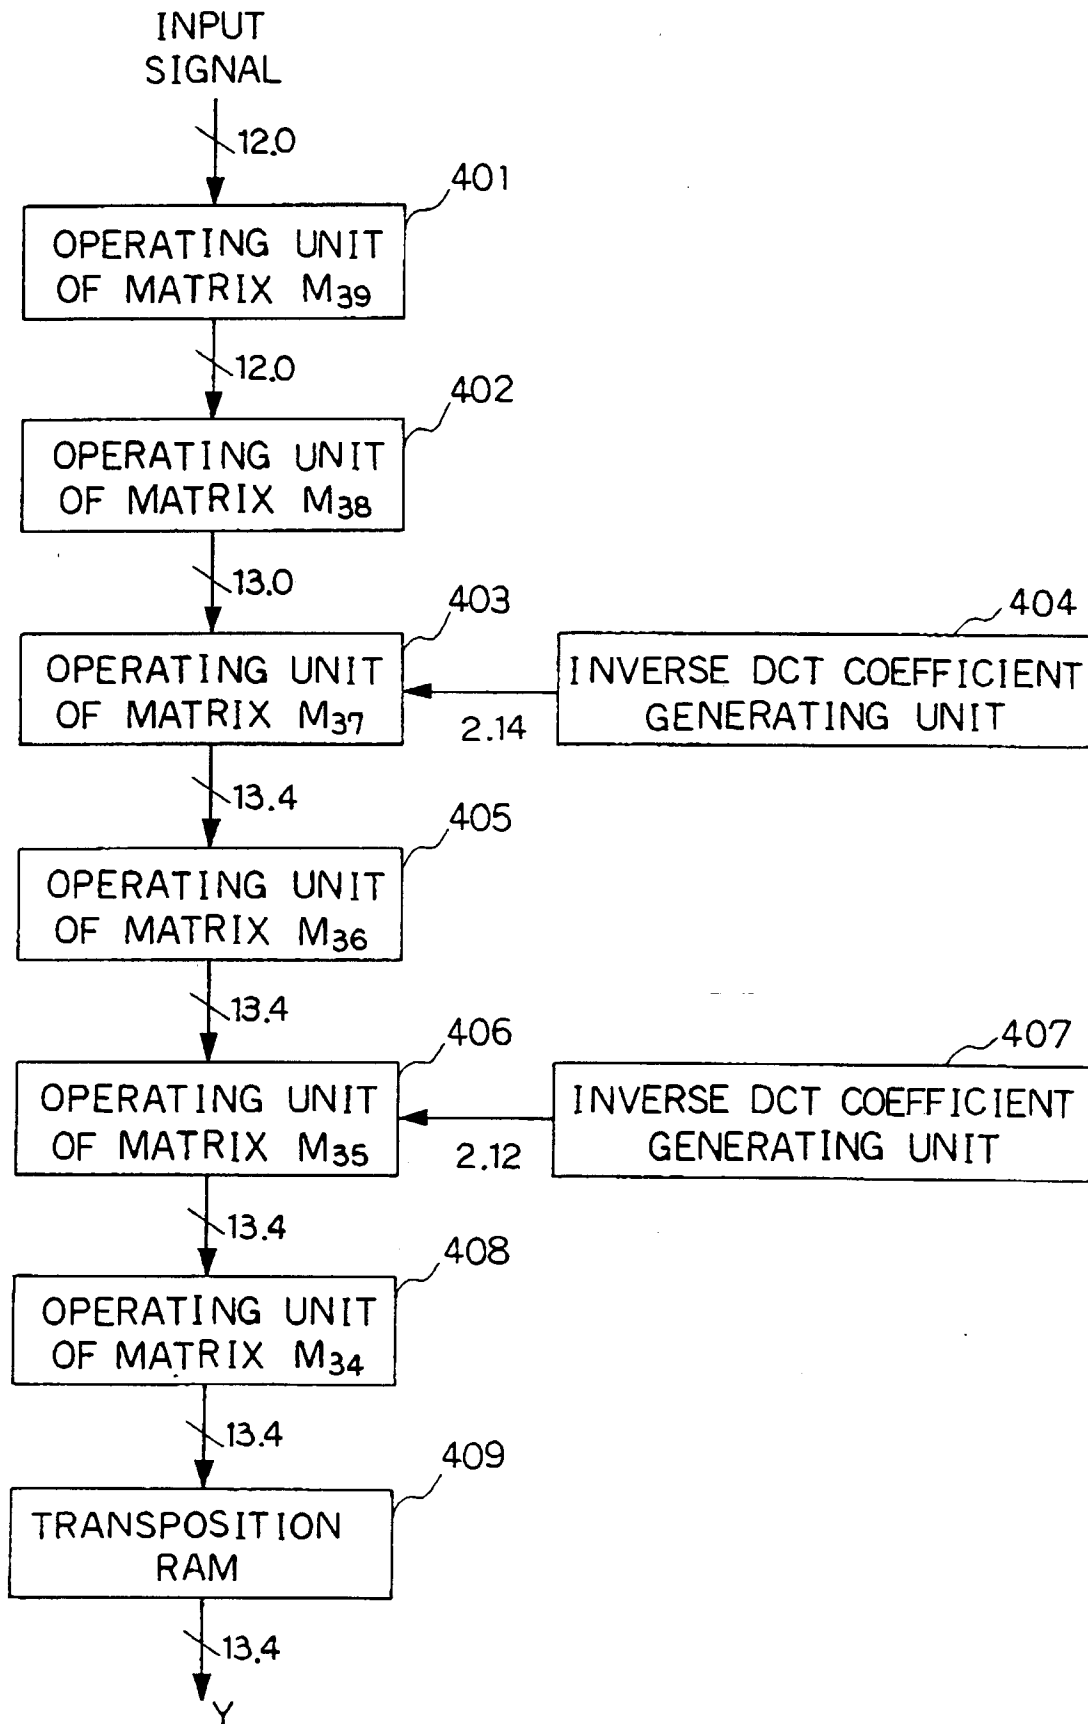 INPUT
SIGNAL
12.0
401
OPERATING UNIT
OF MATRIX M39
12.0
402
OPERATING UNIT
OF MATRIX M38
13.0
403
OPERATING UNIT
OF MATRIX M37
404
INVERSE DCT COEFFICIENT
GENERATING UNIT
2.14
13.4
405
OPERATING UNIT
OF MATRIX M36
13.4
406
OPERATING UNIT
OF MATRIX M35
407
INVERSE DCT COEFFICIENT
GENERATING UNIT
2.12
13.4
408
OPERATING UNIT
OF MATRIX M34
13.4
409
TRANSPOSITION
RAM
13.4
Y